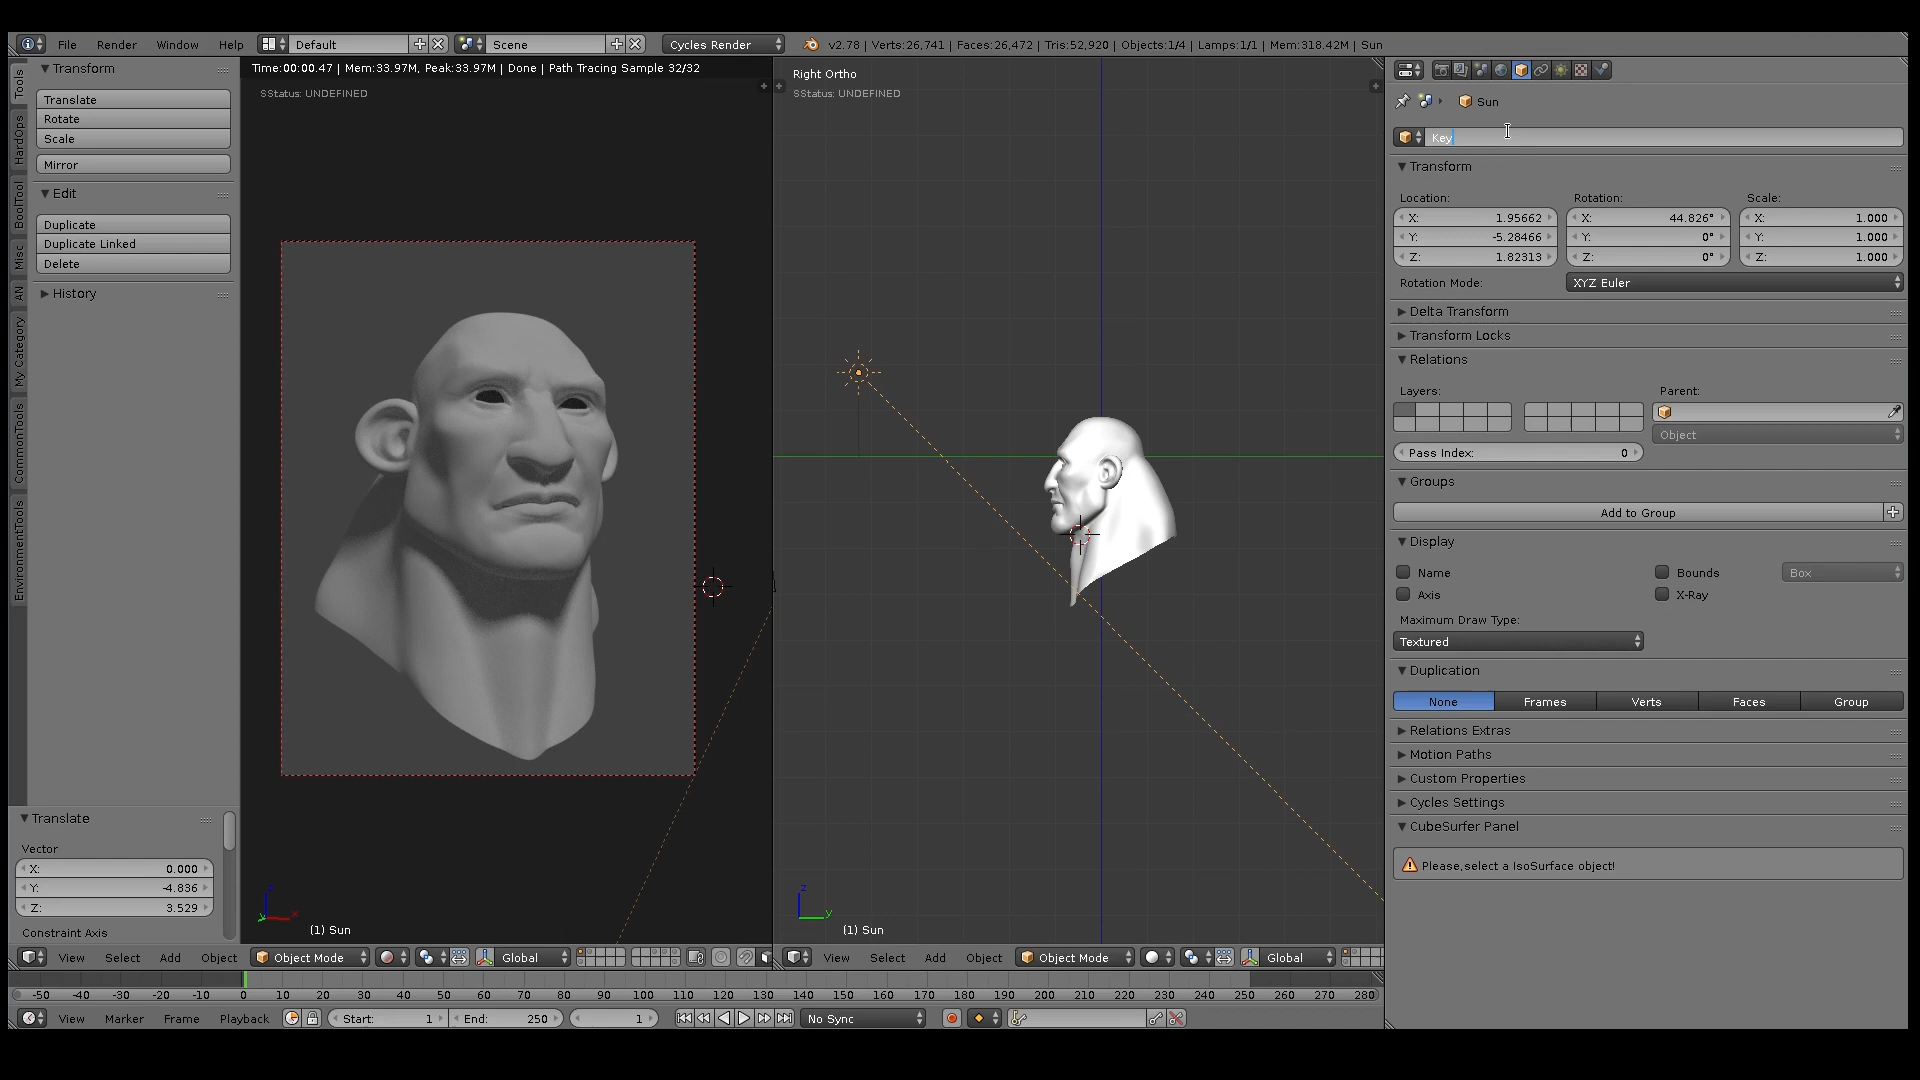 File Render Window Help Default Scene Cycles Render v2.78 | Verts:26,741 | Faces:26,472 | Tris:52,920 | Objects:1/4 | Lamps:1/1 | Mem:318.42M | Sun
Tools
HardOps
BoolTool
Misc
AN
My Category
CommonTools
EnvironmentTools
Transform
Translate
Rotate
Scale
Mirror
Edit
Duplicate
Duplicate Linked
Delete
History
Translate
Vector
X: 0.000
Y: -4.836
Z: 3.529
Constraint Axis
Time:00:00.47 | Mem:33.97M, Peak:33.97M | Done | Path Tracing Sample 32/32
SStatus: UNDEFINED
(1) Sun
View Select Add Object Object Mode Global
Right Ortho
SStatus: UNDEFINED
z
y
(1) Sun
View Select Add Object Object Mode Global
Sun
Key
Transform
Location: Rotation: Scale:
X: 1.95662 X: 44.826° X: 1.000
Y: -5.28466 Y: 0° Y: 1.000
Z: 1.82313 Z: 0° Z: 1.000
Rotation Mode: XYZ Euler
Delta Transform
Transform Locks
Relations
Layers: Parent:
Object
Pass Index: 0
Groups
Add to Group
Display
Name Bounds Box
Axis X-Ray
Maximum Draw Type:
Textured
Duplication
None Frames Verts Faces Group
Relations Extras
Motion Paths
Custom Properties
Cycles Settings
CubeSurfer Panel
Please,select a IsoSurface object!
-50 -40 -30 -20 -10 0 10 20 30 40 50 60 70 80 90 100 110 120 130 140 150 160 170 180 190 200 210 220 230 240 250 260 270 280
View Marker Frame Playback Start: 1 End: 250 1 No Sync